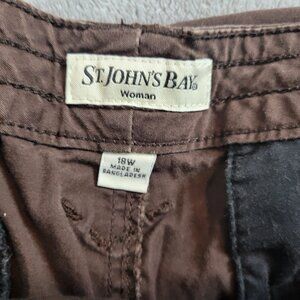 ST. JOHN'S BAY®
Woman
18W
MADE IN
BANGLADESH